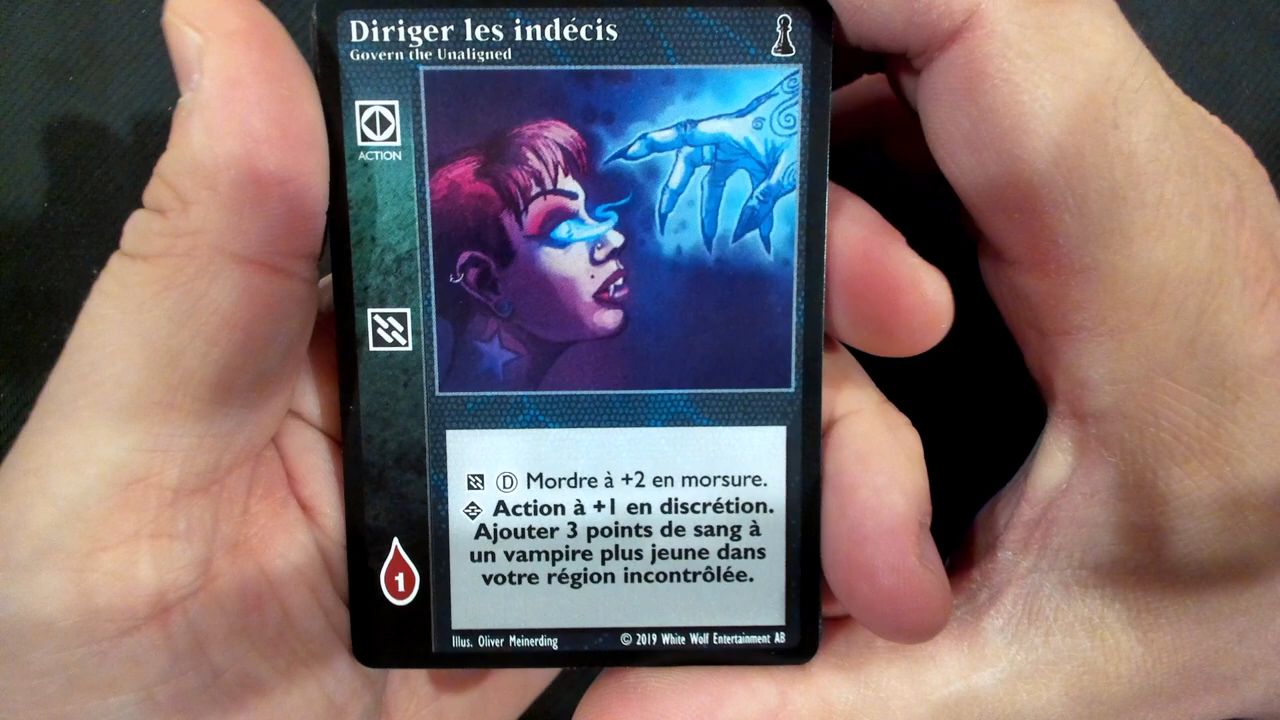 Diriger les indécis
Govern the Unaligned
ACTION
D Mordre à +2 en morsure.
Action à +1 en discrétion.
Ajouter 3 points de sang à
un vampire plus jeune dans
votre région incontrôlée.
1
Illus. Oliver Meinerding
© 2019 White Wolf Entertainment AB